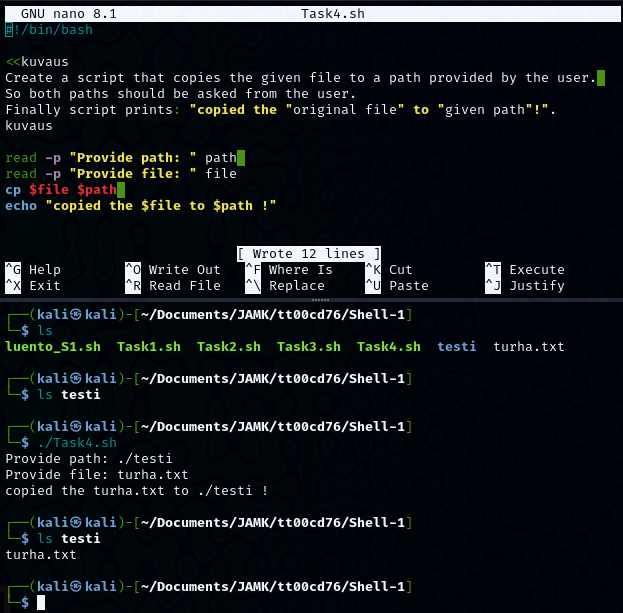 GNU nano 8.1 Task4.sh
#!/bin/bash
<<kuvaus
Create a script that copies the given file to a path provided by the user.
So both paths should be asked from the user.
Finally script prints: "copied the "original file" to "given path"!".
kuvaus
read -p "Provide path: " path
read -p "Provide file: " file
cp $file $path
echo "copied the $file to $path !"
[ Wrote 12 lines ]
^G Help ^O Write Out ^F Where Is ^K Cut ^T Execute
^X Exit ^R Read File ^\ Replace ^U Paste ^J Justify
┌──(kali㉿kali)-[~/Documents/JAMK/tt00cd76/Shell-1]
└─$ ls
luento_S1.sh Task1.sh Task2.sh Task3.sh Task4.sh testi turha.txt
┌──(kali㉿kali)-[~/Documents/JAMK/tt00cd76/Shell-1]
└─$ ls testi
┌──(kali㉿kali)-[~/Documents/JAMK/tt00cd76/Shell-1]
└─$ ./Task4.sh
Provide path: ./testi
Provide file: turha.txt
copied the turha.txt to ./testi !
┌──(kali㉿kali)-[~/Documents/JAMK/tt00cd76/Shell-1]
└─$ ls testi
turha.txt
┌──(kali㉿kali)-[~/Documents/JAMK/tt00cd76/Shell-1]
└─$